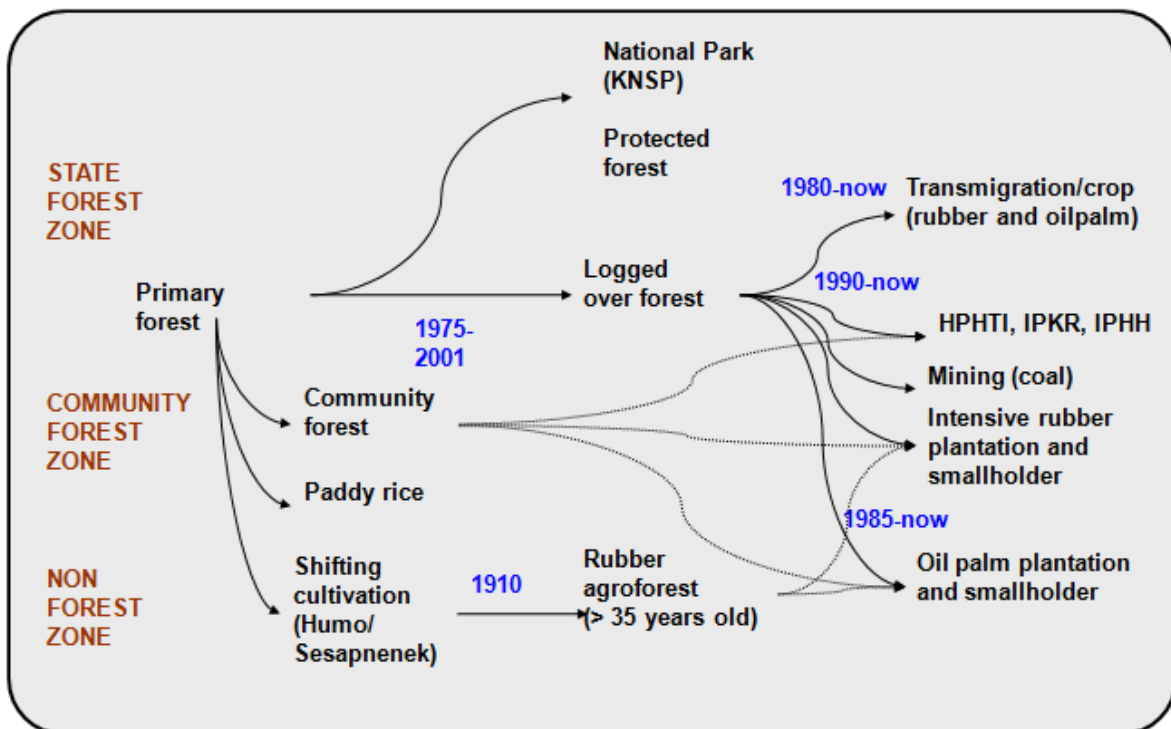 National Park
(KNSP)
Protected
forest
STATE
FOREST
ZONE
1980-now
Transmigration/crop
(rubber and oilpalm)
Primary
forest
Logged
over forest
1990-now
1975-
2001
HPHTI, IPKR, IPHH
Mining (coal)
COMMUNITY
FOREST
ZONE
Community
forest
Intensive rubber
plantation and
smallholder
Paddy rice
1985-now
NON
FOREST
ZONE
Shifting
cultivation
(Humo/
Sesapnenek)
1910
Rubber
agroforest
(> 35 years old)
Oil palm plantation
and smallholder